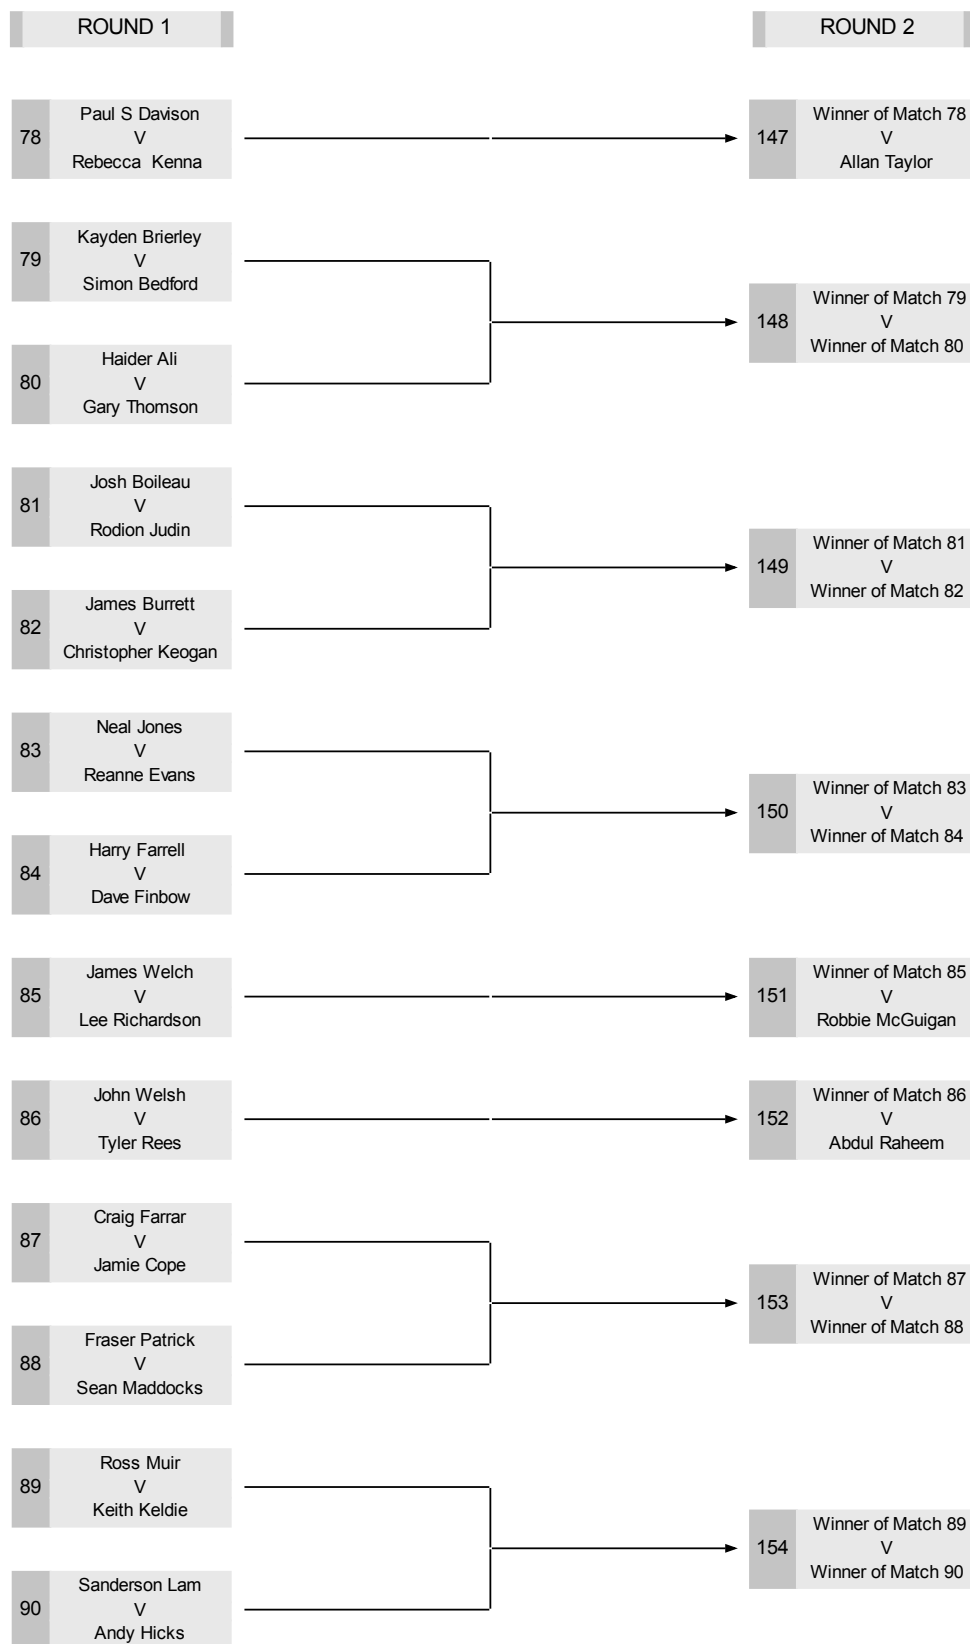 ROUND 1
ROUND 2
78
Paul S Davison
V
Rebecca Kenna
147
Winner of Match 78
V
Allan Taylor
79
Kayden Brierley
V
Simon Bedford
148
Winner of Match 79
V
Winner of Match 80
80
Haider Ali
V
Gary Thomson
81
Josh Boileau
V
Rodion Judin
149
Winner of Match 81
V
Winner of Match 82
82
James Burrett
V
Christopher Keogan
83
Neal Jones
V
Reanne Evans
150
Winner of Match 83
V
Winner of Match 84
84
Harry Farrell
V
Dave Finbow
85
James Welch
V
Lee Richardson
151
Winner of Match 85
V
Robbie McGuigan
86
John Welsh
V
Tyler Rees
152
Winner of Match 86
V
Abdul Raheem
87
Craig Farrar
V
Jamie Cope
153
Winner of Match 87
V
Winner of Match 88
88
Fraser Patrick
V
Sean Maddocks
89
Ross Muir
V
Keith Keldie
154
Winner of Match 89
V
Winner of Match 90
90
Sanderson Lam
V
Andy Hicks